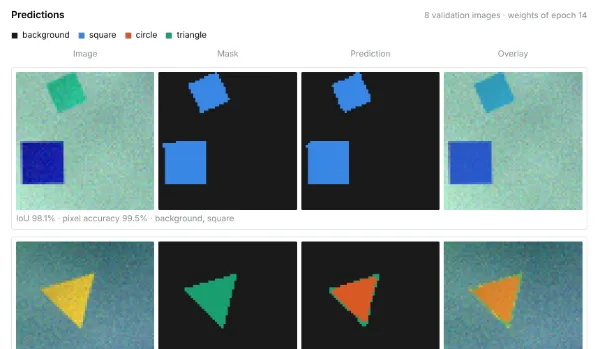 Predictions
8 validation images · weights of epoch 14
background square circle triangle
Image Mask Prediction Overlay
IoU 98.1% · pixel accuracy 99.5% · background, square